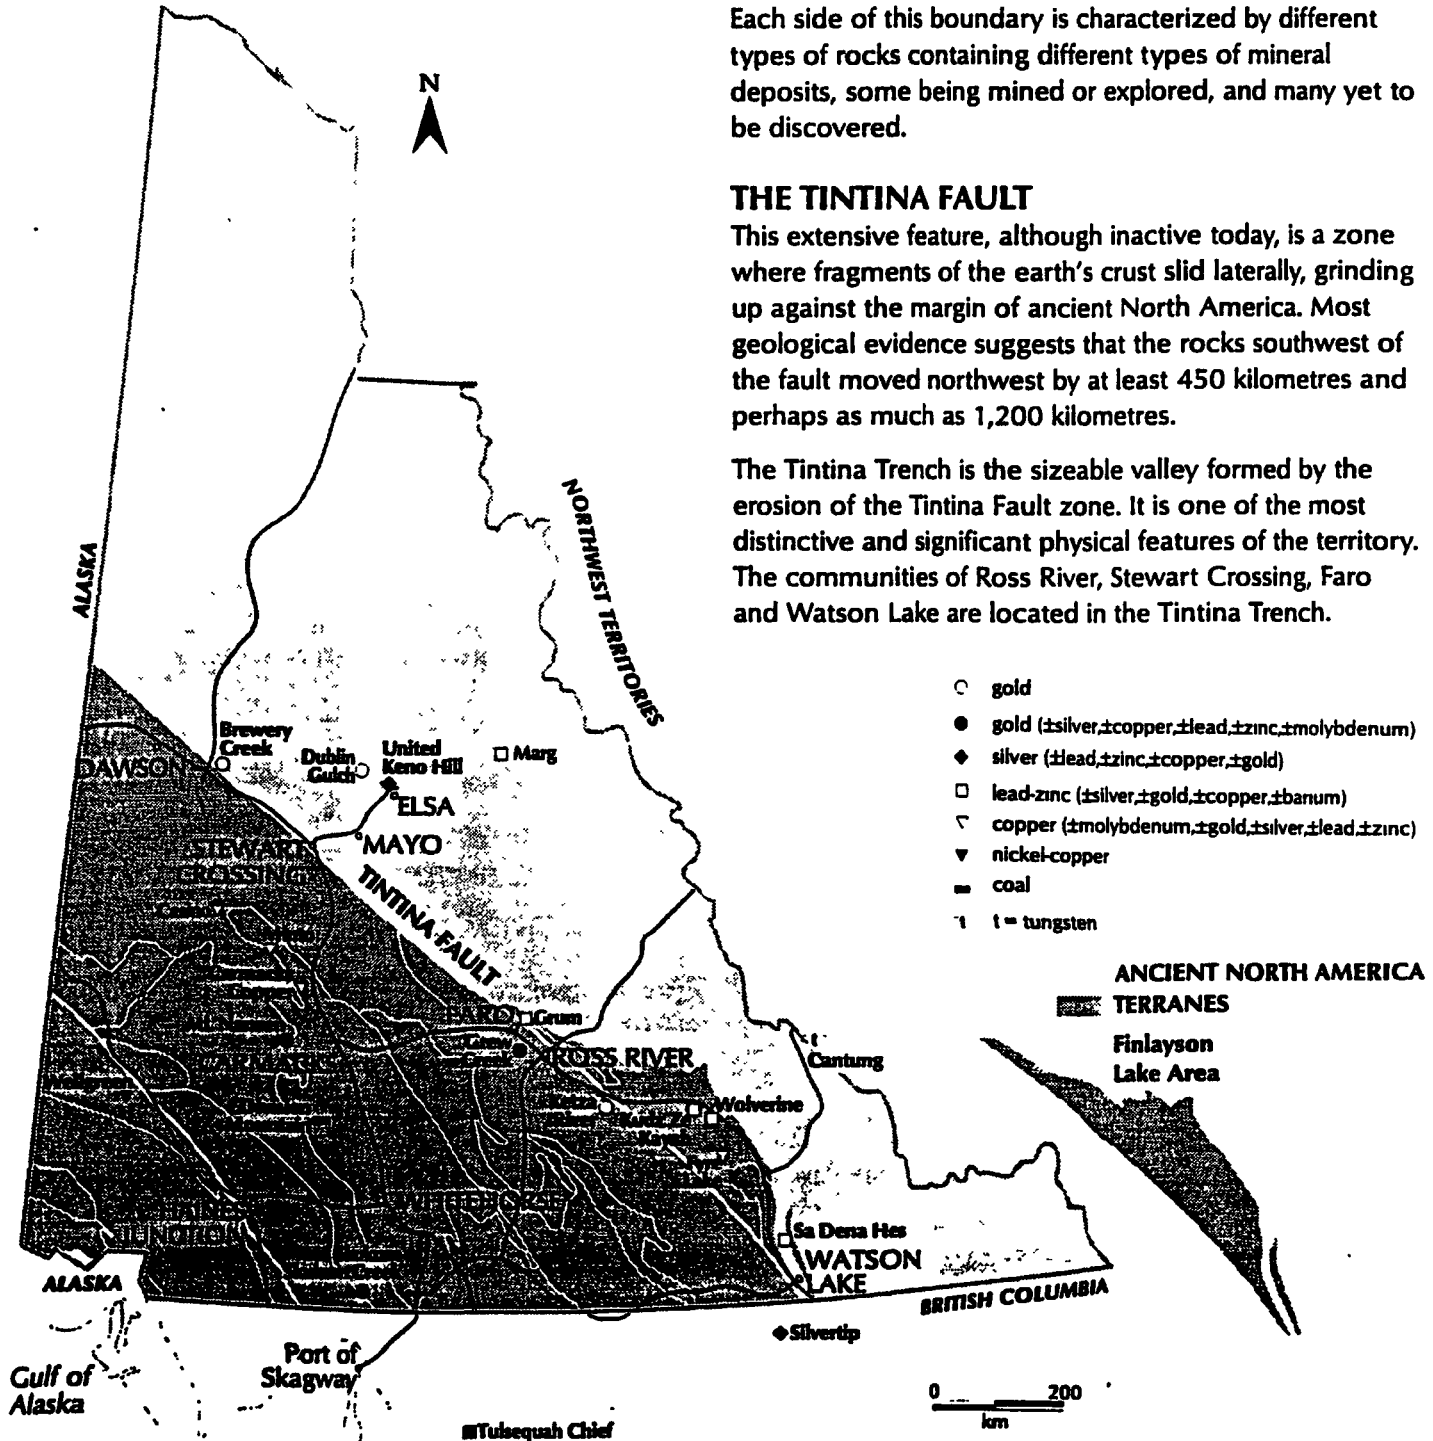 Each side of this boundary is characterized by different
types of rocks containing different types of mineral
deposits, some being mined or explored, and many yet to
be discovered.
THE TINTINA FAULT
This extensive feature, although inactive today, is a zone
where fragments of the earth's crust slid laterally, grinding
up against the margin of ancient North America. Most
geological evidence suggests that the rocks southwest of
the fault moved northwest by at least 450 kilometres and
perhaps as much as 1,200 kilometres.
The Tintina Trench is the sizeable valley formed by the
erosion of the Tintina Fault zone. It is one of the most
distinctive and significant physical features of the territory.
The communities of Ross River, Stewart Crossing, Faro
and Watson Lake are located in the Tintina Trench.
gold
gold (±silver,±copper,±lead,±zinc,±molybdenum)
silver (±lead,±zinc,±copper,±gold)
lead-zinc (±silver,±gold,±copper,±barium)
copper (±molybdenum,±gold,±silver,±lead,±zinc)
nickel-copper
coal
t t = tungsten
ANCIENT NORTH AMERICA
TERRANES
Finlayson
Lake Area
0 200
km
N
ALASKA
NORTHWEST TERRITORIES
Brewery
Creek
DAWSON
Dublin
Gulch
United
Keno Hill
Marg
ELSA
MAYO
STEWART
CROSSING
TINTINA FAULT
FARO
Grum
Grew
Creek
ROSS RIVER
t
Cantung
Ketza
River
Wolverine
WHITEHORSE
Sa Dena Hes
WATSON
LAKE
ALASKA
BRITISH COLUMBIA
Silvertip
Port of
Skagway
Gulf of
Alaska
Tulsequah Chief